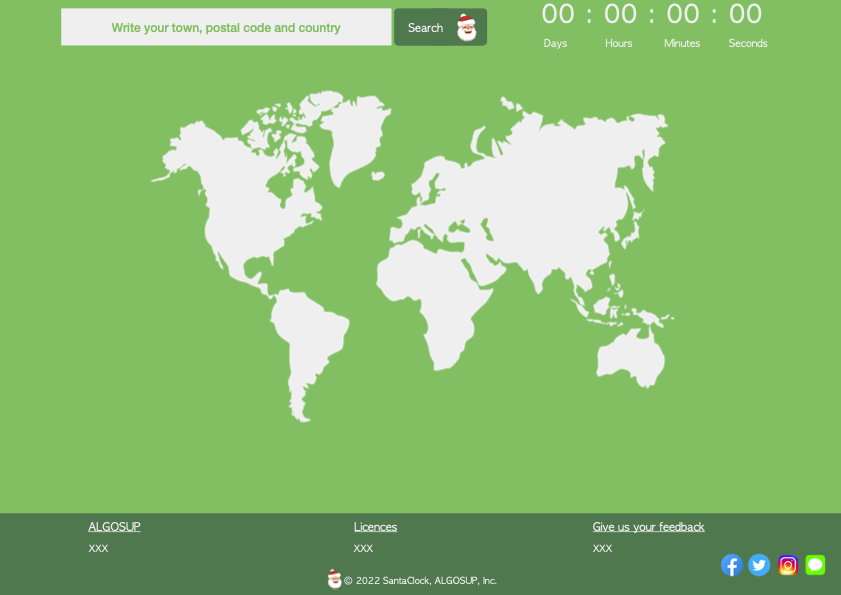 Write your town, postal code and country
Search
00 : 00 : 00 : 00
Days Hours Minutes Seconds
ALGOSUP Licences Give us your feedback
XXX XXX XXX
© 2022 SantaClock, ALGOSUP, Inc.